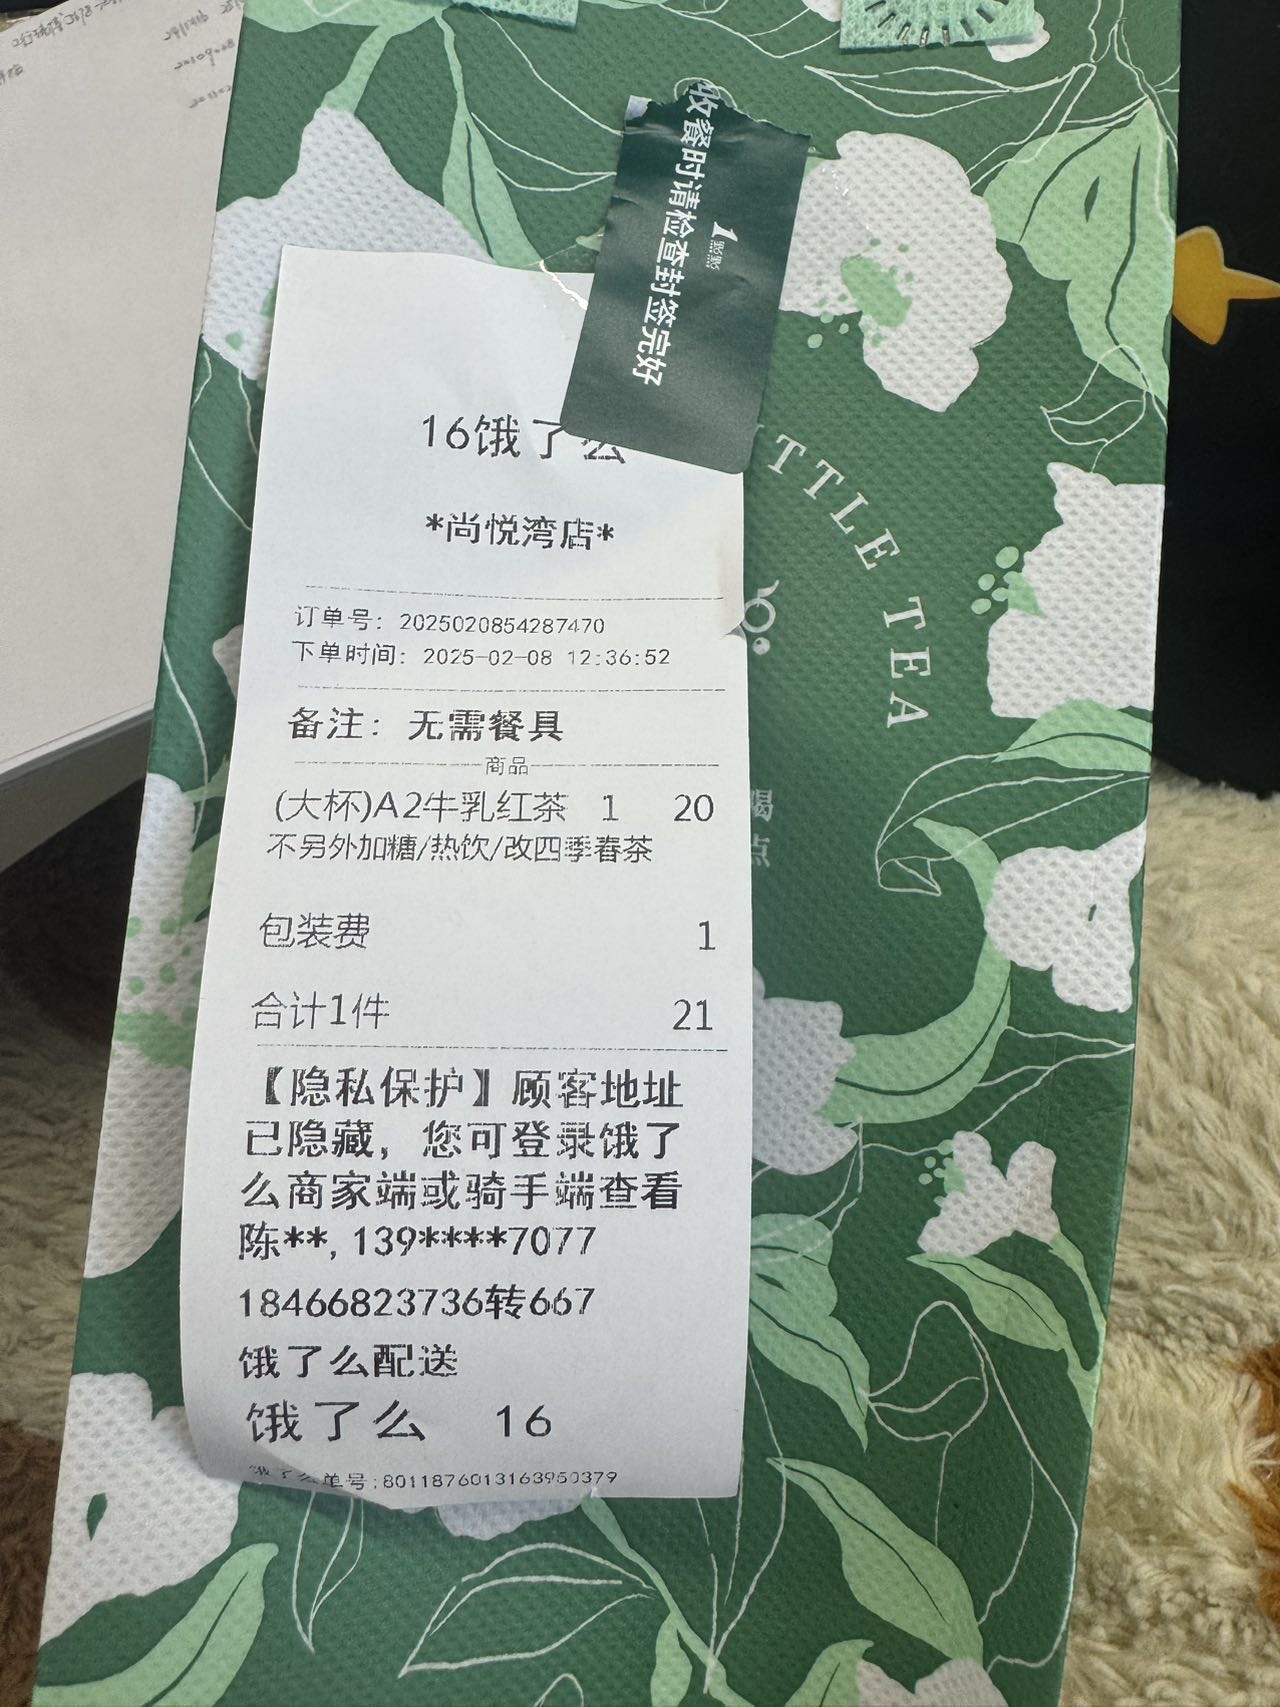 收餐时请检查封签完好
16饿了么
*尚悦湾店*
订单号: 2025020854287470
下单时间: 2025-02-08 12:36:52
备注: 无需餐具
商品
(大杯)A2牛乳红茶 1 20
不另外加糖/热饮/改四季春茶
包装费 1
合计1件 21
【隐私保护】顾客地址
已隐藏, 您可登录饿了
么商家端或骑手端查看
陈**, 139****7077
18466823736转667
饿了么配送
饿了么 16
饿了么单号:8011876013163950379
TTLE TEA